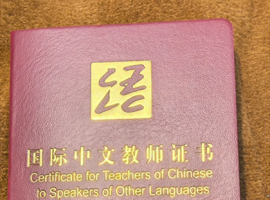 国际中文教师证书
Certificate for Teachers of Chinese
to Speakers of Other Languages